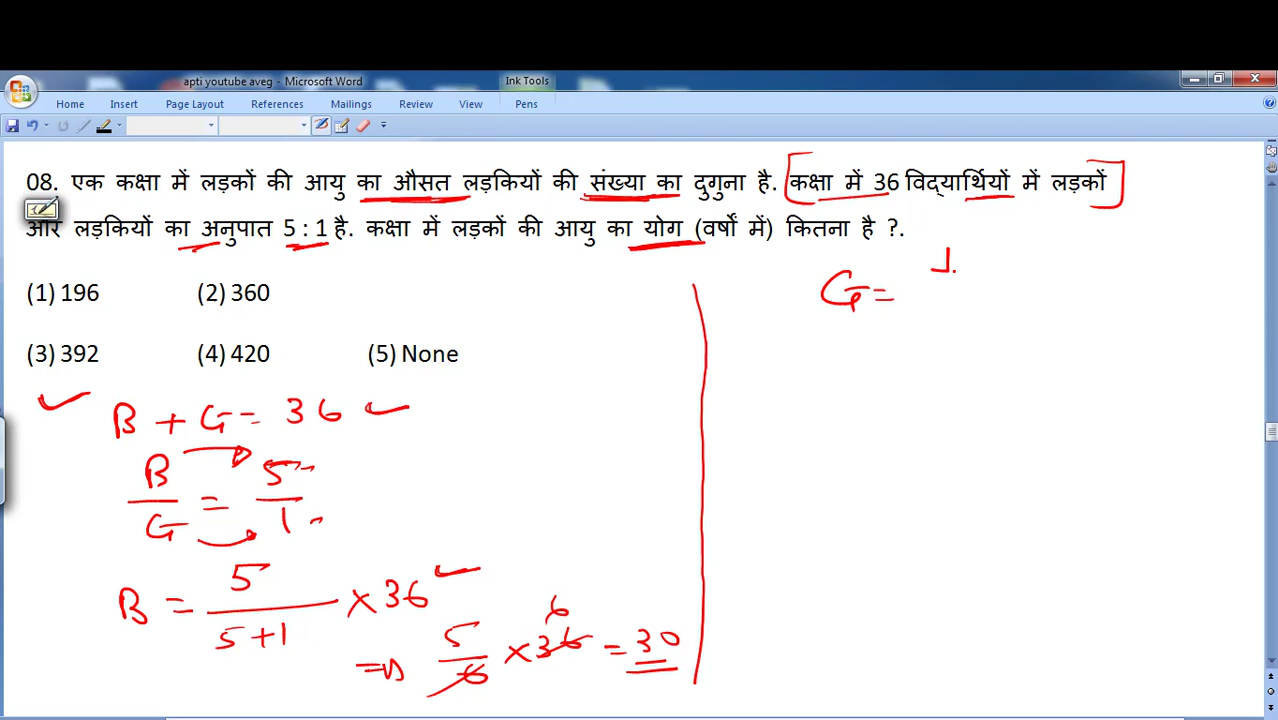 apti youtube aveg - Microsoft Word
Ink Tools
Home Insert Page Layout References Mailings Review View Pens
08. एक कक्षा में लड़कों की आयु का औसत लड़कियों की संख्या का दुगुना है. कक्षा में 36 विद्यार्थियों में लड़कों
और लड़कियों का अनुपात 5 : 1 है. कक्षा में लड़कों की आयु का योग (वर्षों में) कितना है ?.
(1) 196 (2) 360
(3) 392 (4) 420 (5) None
B + G = 36
B/G = 5/1
B = 5/(5+1) × 36
=> 5/6 × 36 = 30
6
G =